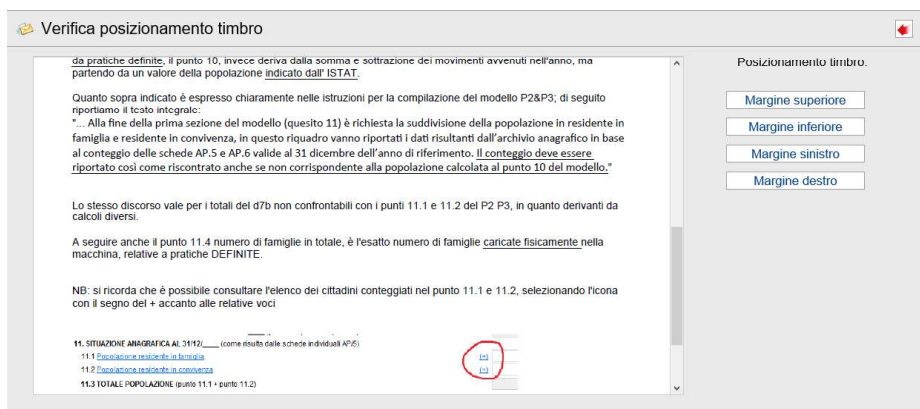 Verifica posizionamento timbro
da pratiche definite, il punto 10, invece deriva dalla somma e sottrazione dei movimenti avvenuti nell'anno, ma
partendo da un valore della popolazione indicato dall' ISTAT.
Quanto sopra indicato è espresso chiaramente nelle istruzioni per la compilazione del modello P2&P3; di seguito
riportiamo il testo integrale:
"... Alla fine della prima sezione del modello (quesito 11) è richiesta la suddivisione della popolazione in residente in
famiglia e residente in convivenza, in questo riquadro vanno riportati i dati risultanti dall'archivio anagrafico in base
al conteggio delle schede AP.5 e AP.6 valide al 31 dicembre dell'anno di riferimento. Il conteggio deve essere
riportato così come riscontrato anche se non corrispondente alla popolazione calcolata al punto 10 del modello."
Lo stesso discorso vale per i totali del d7b non confrontabili con i punti 11.1 e 11.2 del P2 P3, in quanto derivanti da
calcoli diversi.
A seguire anche il punto 11.4 numero di famiglie in totale, è l'esatto numero di famiglie caricate fisicamente nella
macchina, relative a pratiche DEFINITE.
NB: si ricorda che è possibile consultare l'elenco dei cittadini conteggiati nel punto 11.1 e 11.2, selezionando l'icona
con il segno del + accanto alle relative voci
11. SITUAZIONE ANAGRAFICA AL 31/12/____ (come risulta dalle schede individuali AP/5)
11.1 Popolazione residente in famiglia (+)
11.2 Popolazione residente in convivenza (+)
11.3 TOTALE POPOLAZIONE (punto 11.1 + punto 11.2)
Posizionamento timbro:
Margine superiore
Margine inferiore
Margine sinistro
Margine destro